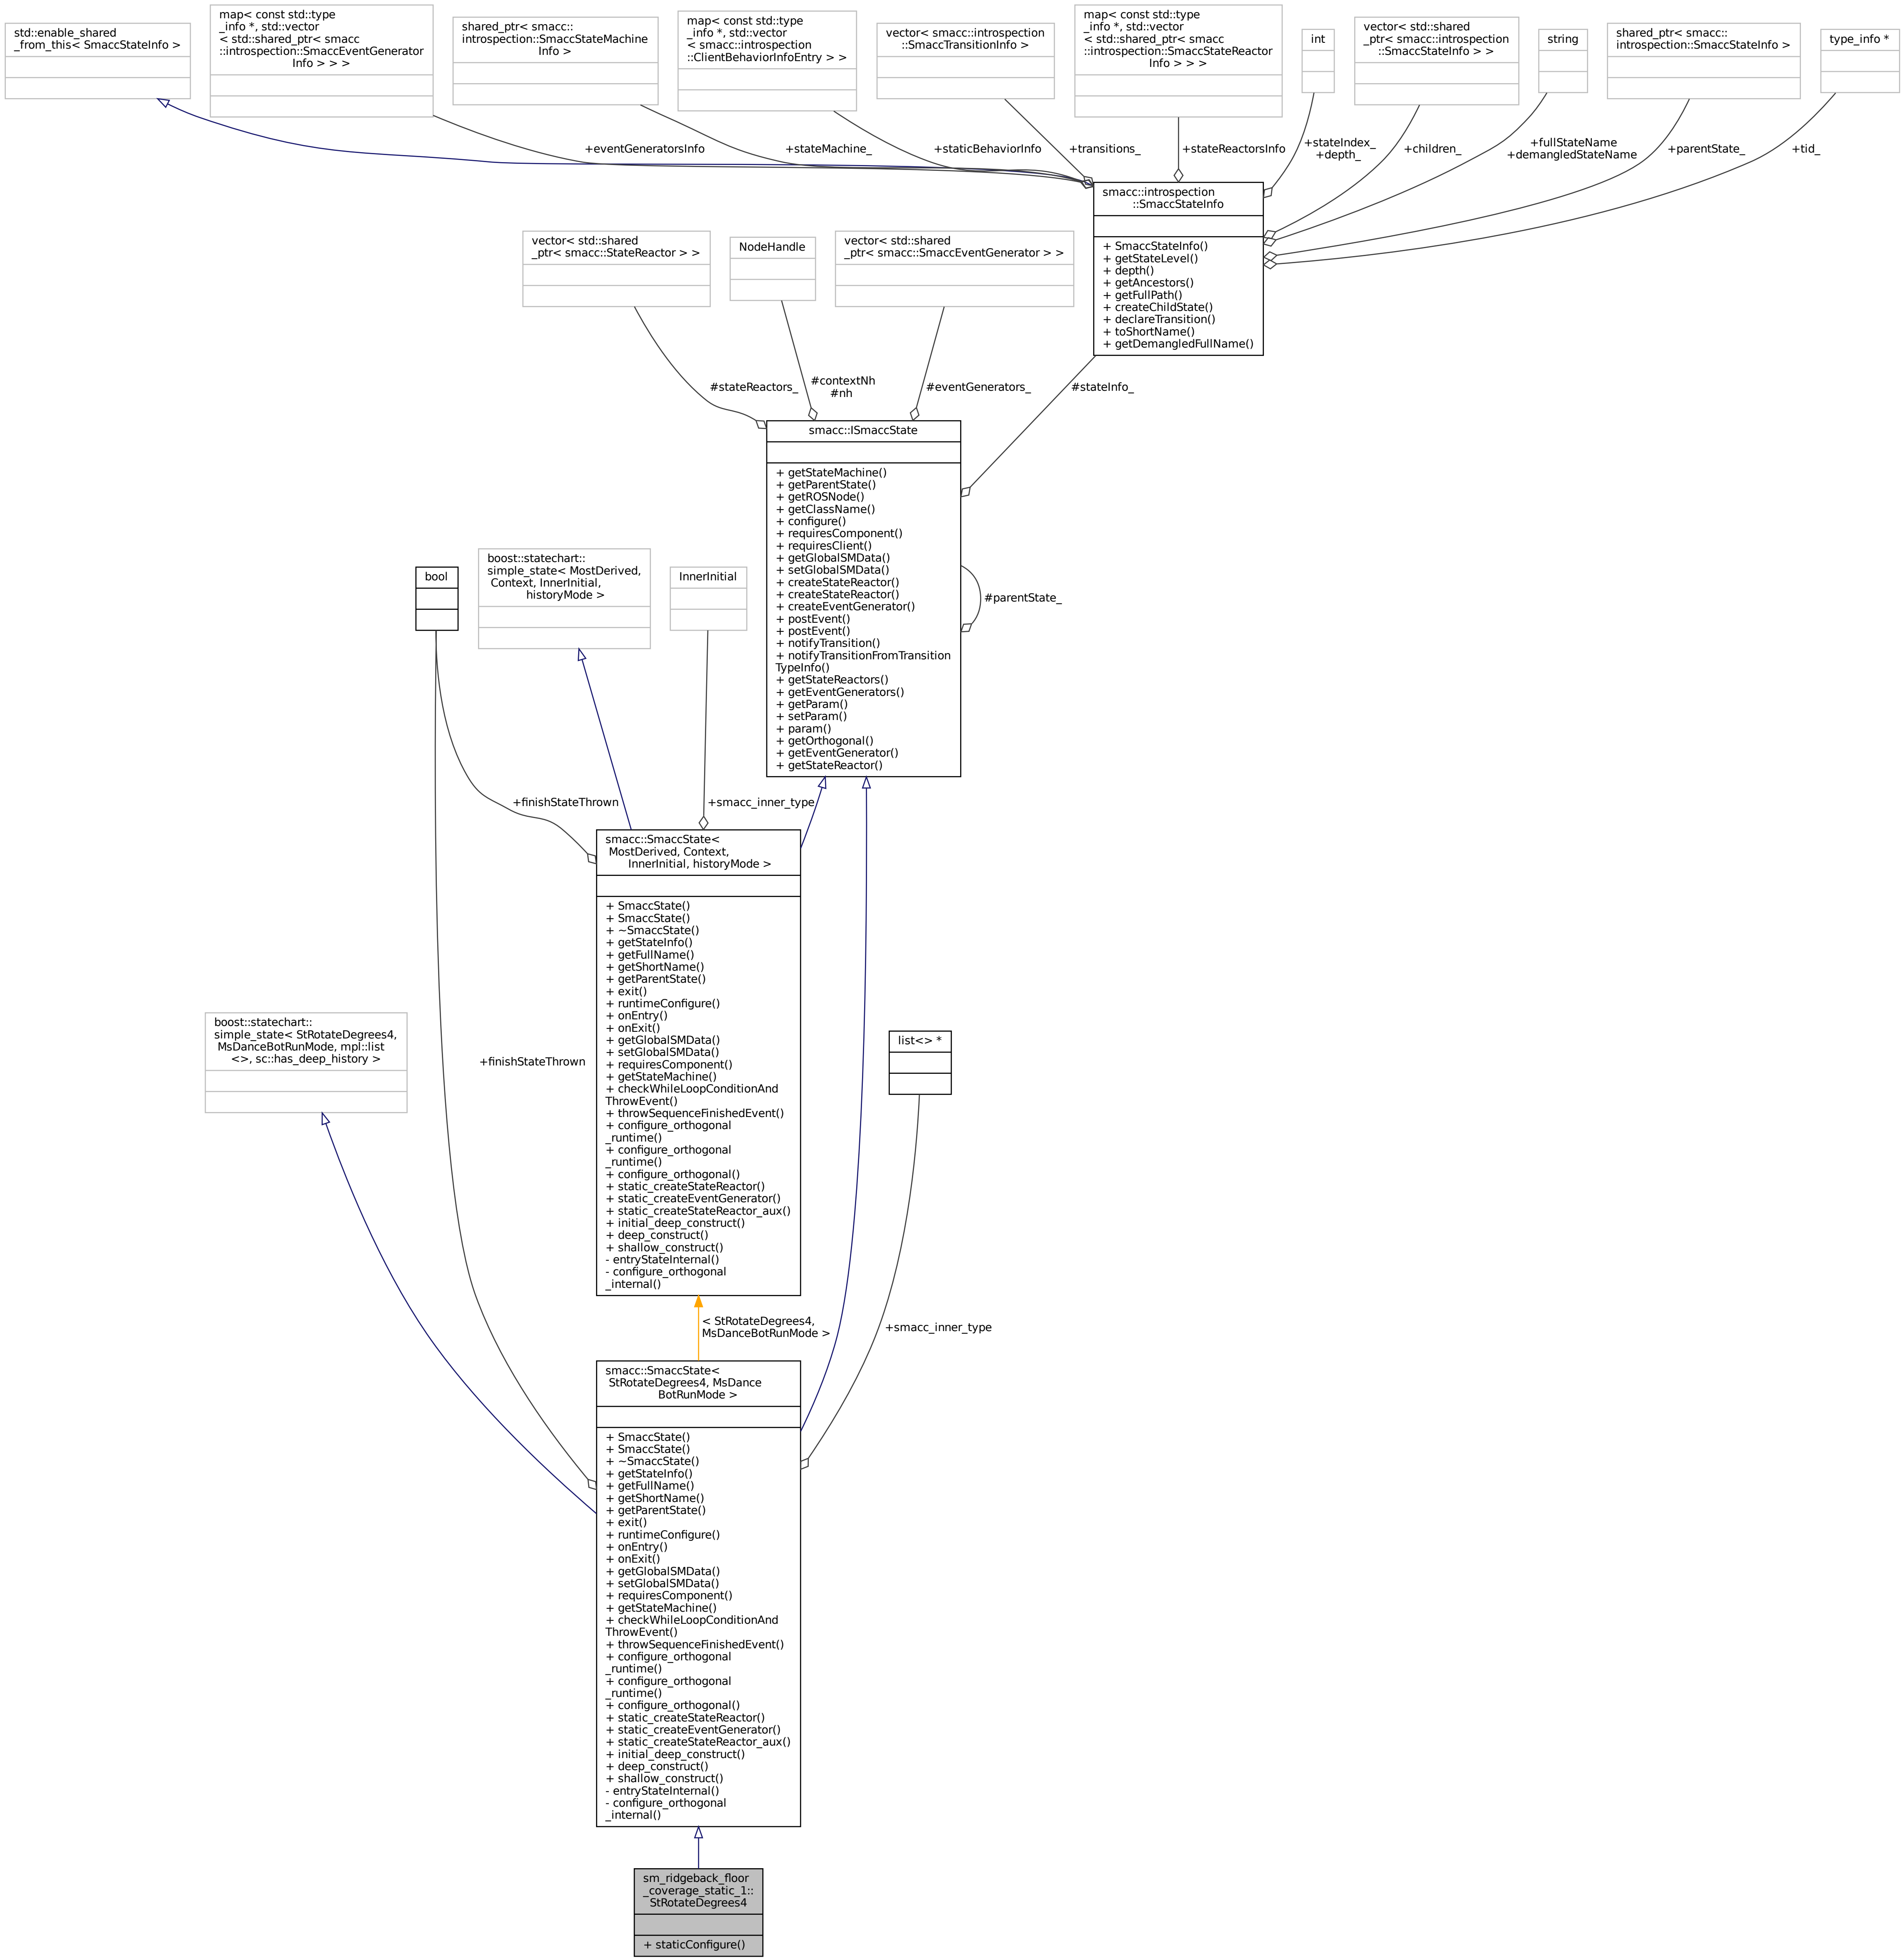 std::enable_shared
_from_this< SmaccStateInfo >
map< const std::type
_info *, std::vector
< std::shared_ptr< smacc
::introspection::SmaccEventGenerator
Info > > >
shared_ptr< smacc::
introspection::SmaccStateMachine
Info >
map< const std::type
_info *, std::vector
< smacc::introspection
::ClientBehaviorInfoEntry > >
vector< smacc::introspection
::SmaccTransitionInfo >
map< const std::type
_info *, std::vector
< std::shared_ptr< smacc
::introspection::SmaccStateReactor
Info > > >
int
vector< std::shared
_ptr< smacc::introspection
::SmaccStateInfo > >
string
shared_ptr< smacc::
introspection::SmaccStateInfo >
type_info *
+eventGeneratorsInfo
+stateMachine_
+staticBehaviorInfo
+transitions_
+stateReactorsInfo
+stateIndex_
+depth_
+children_
+fullStateName
+demangledStateName
+parentState_
+tid_
smacc::introspection
::SmaccStateInfo
+ SmaccStateInfo()
+ getStateLevel()
+ depth()
+ getAncestors()
+ getFullPath()
+ createChildState()
+ declareTransition()
+ toShortName()
+ getDemangledFullName()
vector< std::shared
_ptr< smacc::StateReactor > >
NodeHandle
vector< std::shared
_ptr< smacc::SmaccEventGenerator > >
#stateReactors_
#contextNh
#nh
#eventGenerators_
#stateInfo_
smacc::ISmaccState
+ getStateMachine()
+ getParentState()
+ getROSNode()
+ getClassName()
+ configure()
+ requiresComponent()
+ requiresClient()
+ getGlobalSMData()
+ setGlobalSMData()
+ createStateReactor()
+ createStateReactor()
+ createEventGenerator()
+ postEvent()
+ postEvent()
+ notifyTransition()
+ notifyTransitionFromTransition
TypeInfo()
+ getStateReactors()
+ getEventGenerators()
+ getParam()
+ setParam()
+ param()
+ getOrthogonal()
+ getEventGenerator()
+ getStateReactor()
#parentState_
bool
boost::statechart::
simple_state< MostDerived,
Context, InnerInitial,
historyMode >
InnerInitial
+finishStateThrown
+smacc_inner_type
smacc::SmaccState<
MostDerived, Context,
InnerInitial, historyMode >
+ SmaccState()
+ SmaccState()
+ ~SmaccState()
+ getStateInfo()
+ getFullName()
+ getShortName()
+ getParentState()
+ exit()
+ runtimeConfigure()
+ onEntry()
+ onExit()
+ getGlobalSMData()
+ setGlobalSMData()
+ requiresComponent()
+ getStateMachine()
+ checkWhileLoopConditionAnd
ThrowEvent()
+ throwSequenceFinishedEvent()
+ configure_orthogonal
_runtime()
+ configure_orthogonal
_runtime()
+ configure_orthogonal()
+ static_createStateReactor()
+ static_createEventGenerator()
+ static_createStateReactor_aux()
+ initial_deep_construct()
+ deep_construct()
+ shallow_construct()
- entryStateInternal()
- configure_orthogonal
_internal()
boost::statechart::
simple_state< StRotateDegrees4,
MsDanceBotRunMode, mpl::list
<>, sc::has_deep_history >
+finishStateThrown
list<> *
< StRotateDegrees4,
MsDanceBotRunMode >
+smacc_inner_type
smacc::SmaccState<
StRotateDegrees4, MsDance
BotRunMode >
+ SmaccState()
+ SmaccState()
+ ~SmaccState()
+ getStateInfo()
+ getFullName()
+ getShortName()
+ getParentState()
+ exit()
+ runtimeConfigure()
+ onEntry()
+ onExit()
+ getGlobalSMData()
+ setGlobalSMData()
+ requiresComponent()
+ getStateMachine()
+ checkWhileLoopConditionAnd
ThrowEvent()
+ throwSequenceFinishedEvent()
+ configure_orthogonal
_runtime()
+ configure_orthogonal
_runtime()
+ configure_orthogonal()
+ static_createStateReactor()
+ static_createEventGenerator()
+ static_createStateReactor_aux()
+ initial_deep_construct()
+ deep_construct()
+ shallow_construct()
- entryStateInternal()
- configure_orthogonal
_internal()
sm_ridgeback_floor
_coverage_static_1::
StRotateDegrees4
+ staticConfigure()